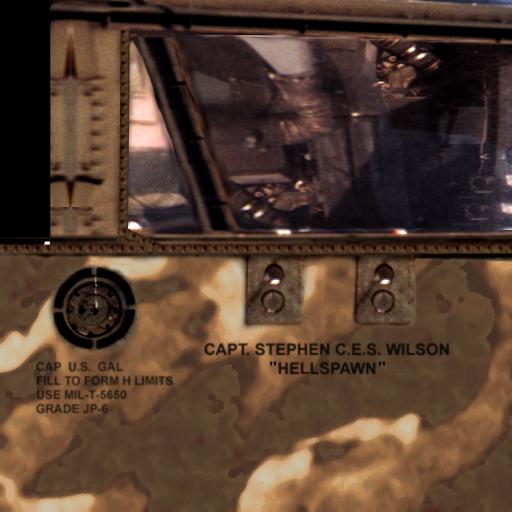 CAPT. STEPHEN C.E.S. WILSON
"HELLSPAWN"
CAP U.S. GAL
FILL TO FORM H LIMITS
USE MIL-T-5650
GRADE JP-6